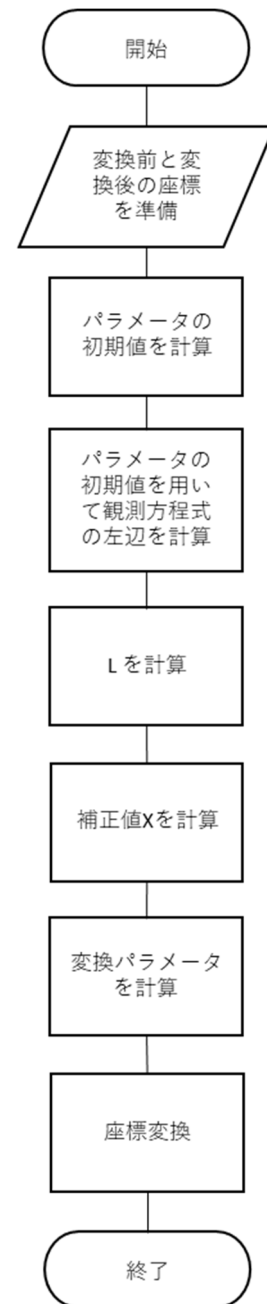 開始
変換前と変
換後の座標
を準備
パラメータの
初期値を計算
パラメータの
初期値を用い
て観測方程式
の左辺を計算
Lを計算
補正値Xを計算
変換パラメータ
を計算
座標変換
終了